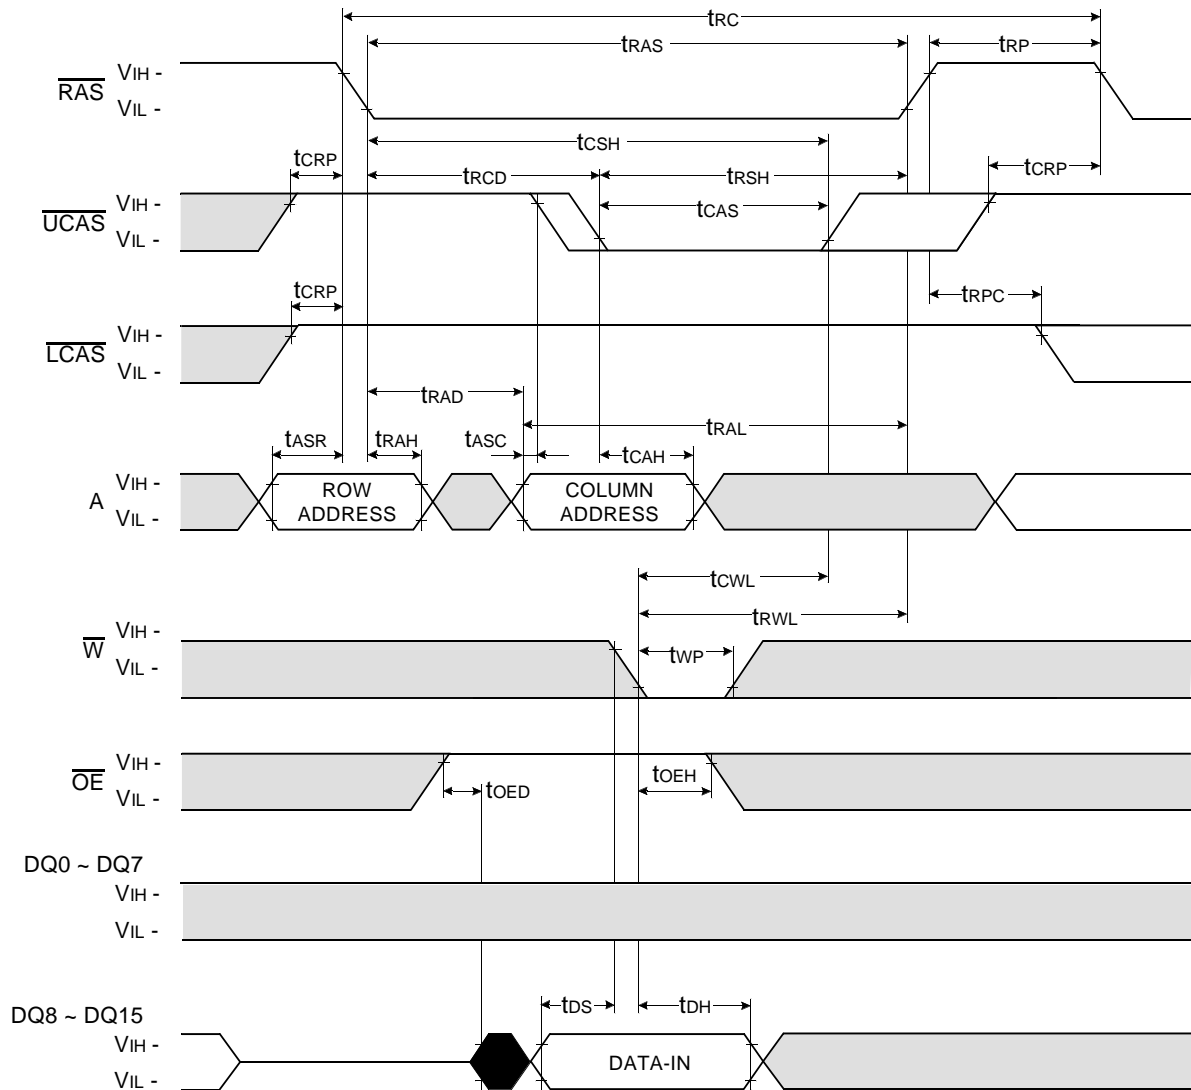 tRC
tRAS tRP
RAS VIH -
VIL -
tCSH
tCRP tRCD tRSH tCRP
UCAS VIH -
tCAS
VIL -
tCRP tRPC
LCAS VIH -
VIL -
tRAD
tRAL
tASR tRAH tASC tCAH
A VIH -
VIL -
ROW
ADDRESS
COLUMN
ADDRESS
tCWL
tRWL
W VIH -
VIL -
tWP
OE VIH -
VIL -
tOED tOEH
DQ0 ~ DQ7
VIH -
VIL -
DQ8 ~ DQ15
tDS tDH
VIH -
VIL -
DATA-IN